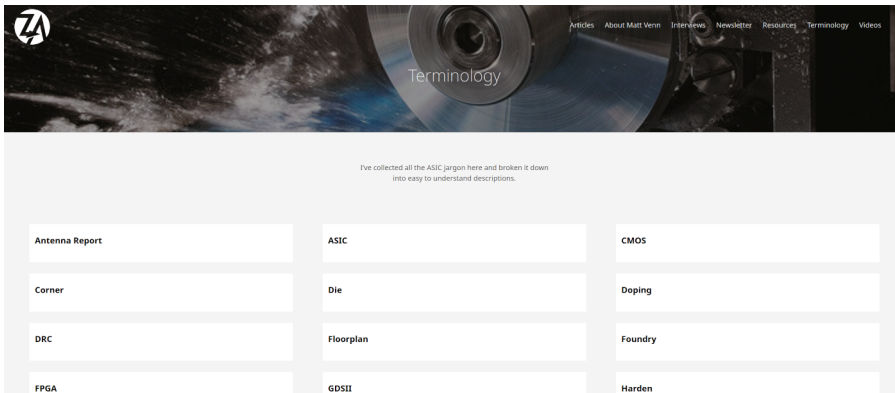 ZA
Articles About Matt Venn Interviews Newsletter Resources Terminology Videos
Terminology
I've collected all the ASIC jargon here and broken it down
into easy to understand descriptions.
Antenna Report ASIC CMOS
Corner Die Doping
DRC Floorplan Foundry
FPGA GDSII Harden